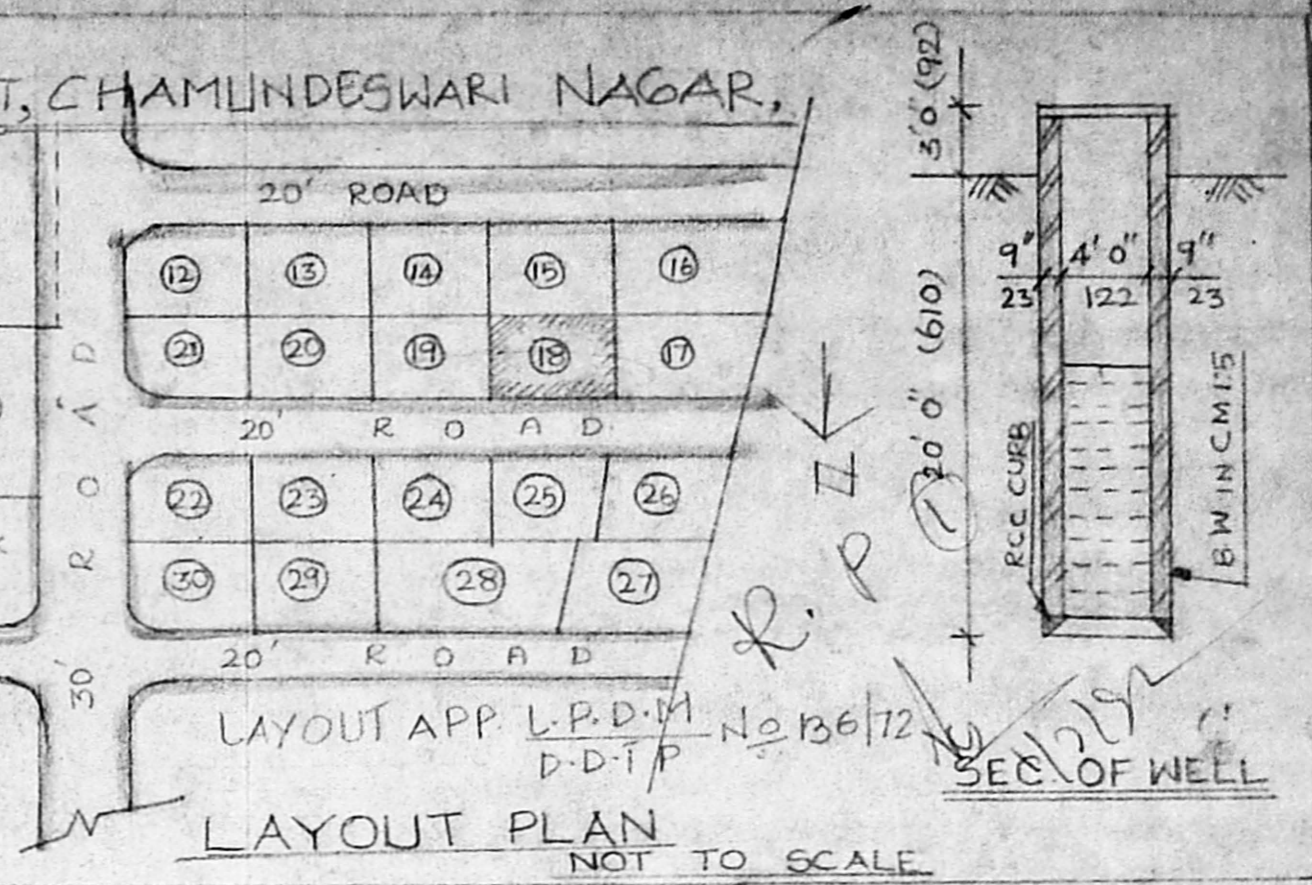 T, CHAMUNDESWARI NAGAR,
20' ROAD
12 13 14 15 16
21 20 19 18 17
20' ROAD
22 23 24 25 26
30 29 28 27
20' ROAD
30' ROAD
LAYOUT APP. L.P.D.M No 136/72
D.D.T.P
LAYOUT PLAN
NOT TO SCALE
N
3'0" (92)
9" 4'0" 9"
23 122 23
20'0" (610)
RCC CURB
B.W IN CM 1:5
SEC. OF WELL